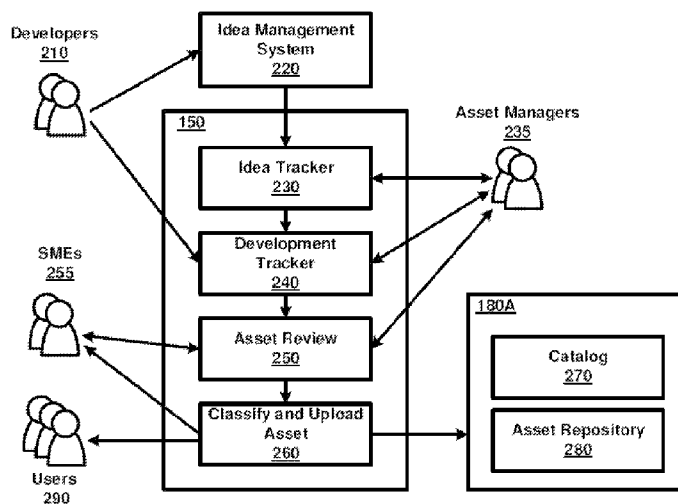 Developers
210
Idea Management
System
220
150
Asset Managers
235
Idea Tracker
230
Development
Tracker
240
SMEs
255
Asset Review
250
180A
Catalog
270
Classify and Upload
Asset
260
Asset Repository
280
Users
290